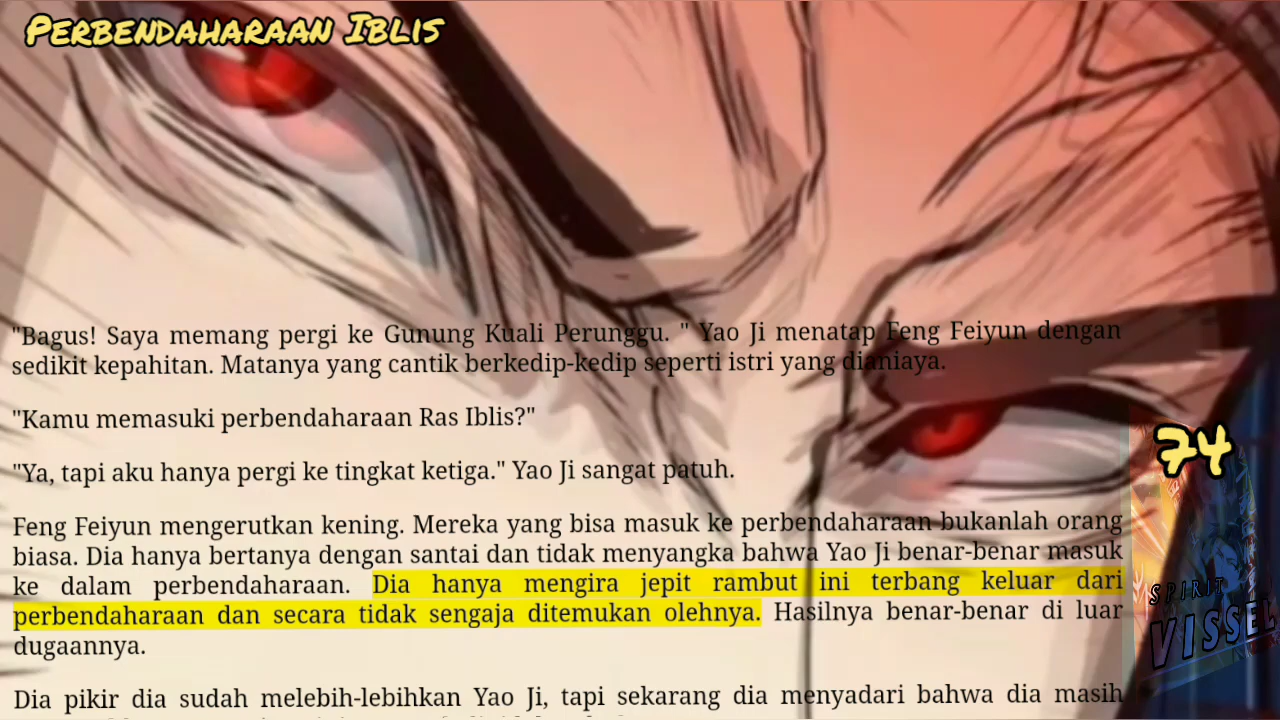 PERBENDAHARAAN IBLIS
"Bagus! Saya memang pergi ke Gunung Kuali Perunggu. " Yao Ji menatap Feng Feiyun dengan
sedikit kepahitan. Matanya yang cantik berkedip-kedip seperti istri yang dianiaya.
"Kamu memasuki perbendaharaan Ras Iblis?"
"Ya, tapi aku hanya pergi ke tingkat ketiga." Yao Ji sangat patuh.
Feng Feiyun mengerutkan kening. Mereka yang bisa masuk ke perbendaharaan bukanlah orang
biasa. Dia hanya bertanya dengan santai dan tidak menyangka bahwa Yao Ji benar-benar masuk
ke dalam perbendaharaan. Dia hanya mengira jepit rambut ini terbang keluar dari
perbendaharaan dan secara tidak sengaja ditemukan olehnya. Hasilnya benar-benar di luar
dugaannya.
Dia pikir dia sudah melebih-lebihkan Yao Ji, tapi sekarang dia menyadari bahwa dia masih
74
SPIRIT
VISSEL